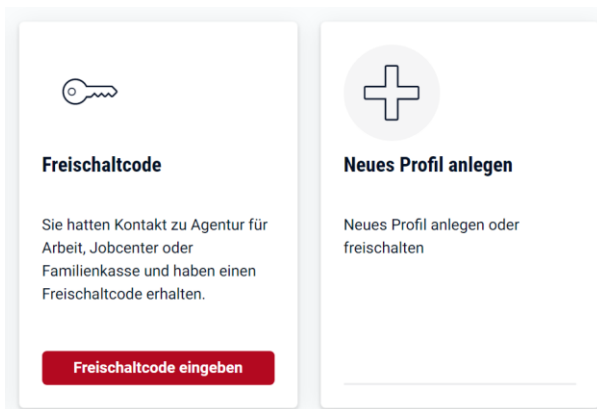 Freischaltcode
Sie hatten Kontakt zu Agentur für
Arbeit, Jobcenter oder
Familienkasse und haben einen
Freischaltcode erhalten.
Freischaltcode eingeben
Neues Profil anlegen
Neues Profil anlegen oder
freischalten